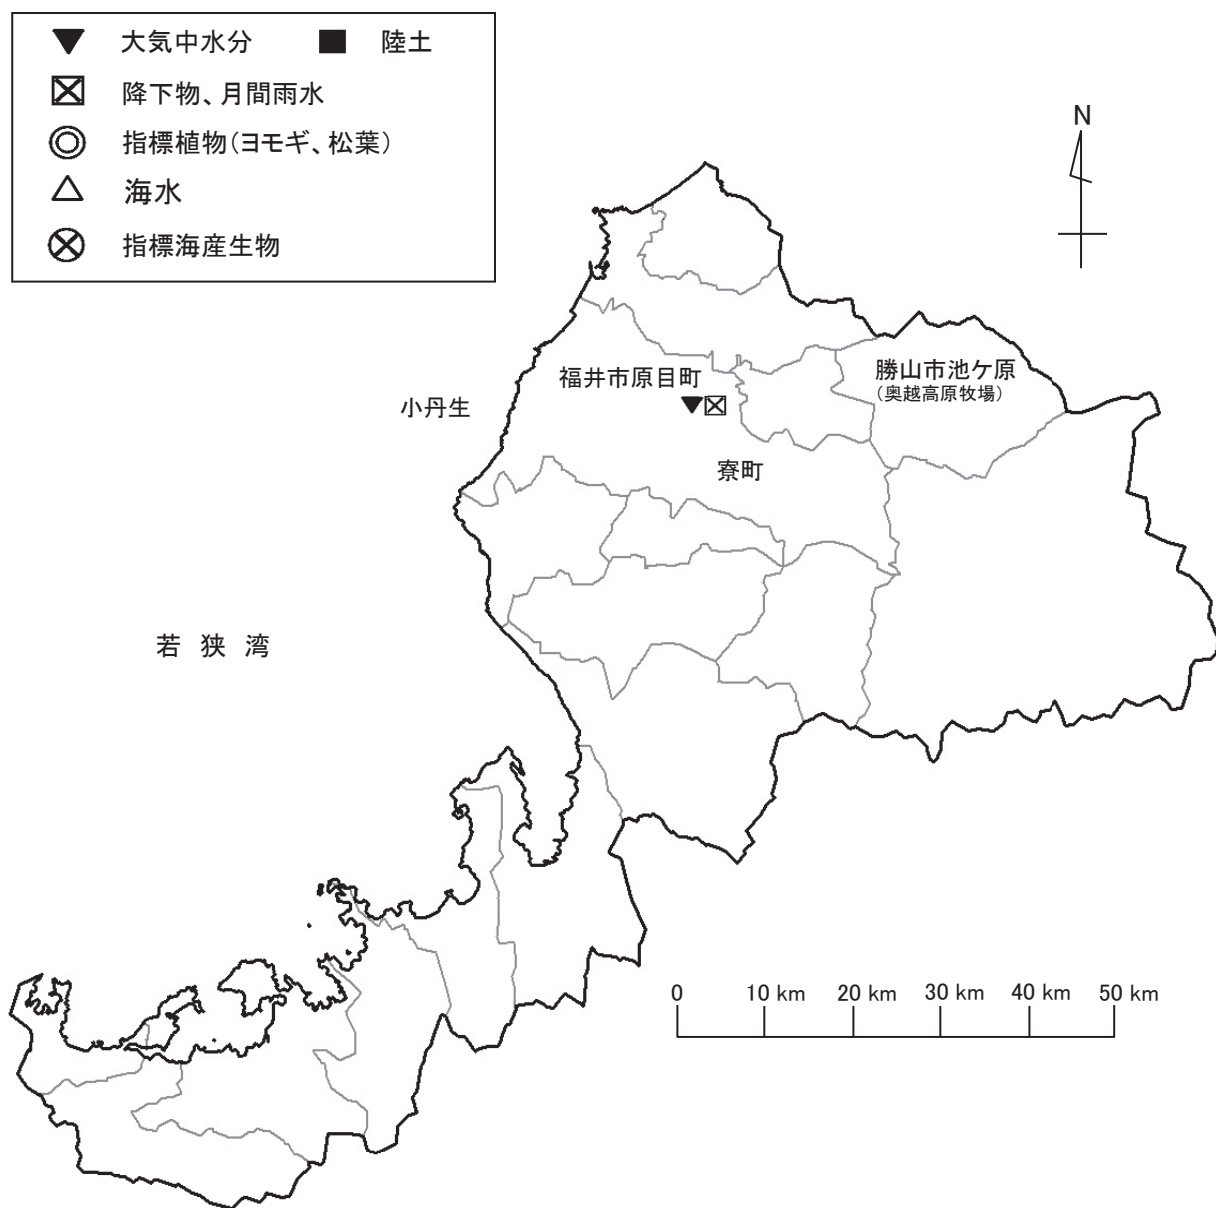 大気中水分 陸土
降下物、月間雨水
指標植物（ヨモギ、松葉）
海水
指標海産生物
N
勝山市池ケ原
（奥越高原牧場）
福井市原目町
小丹生
寮町
若狭湾
0 10 km 20 km 30 km 40 km 50 km